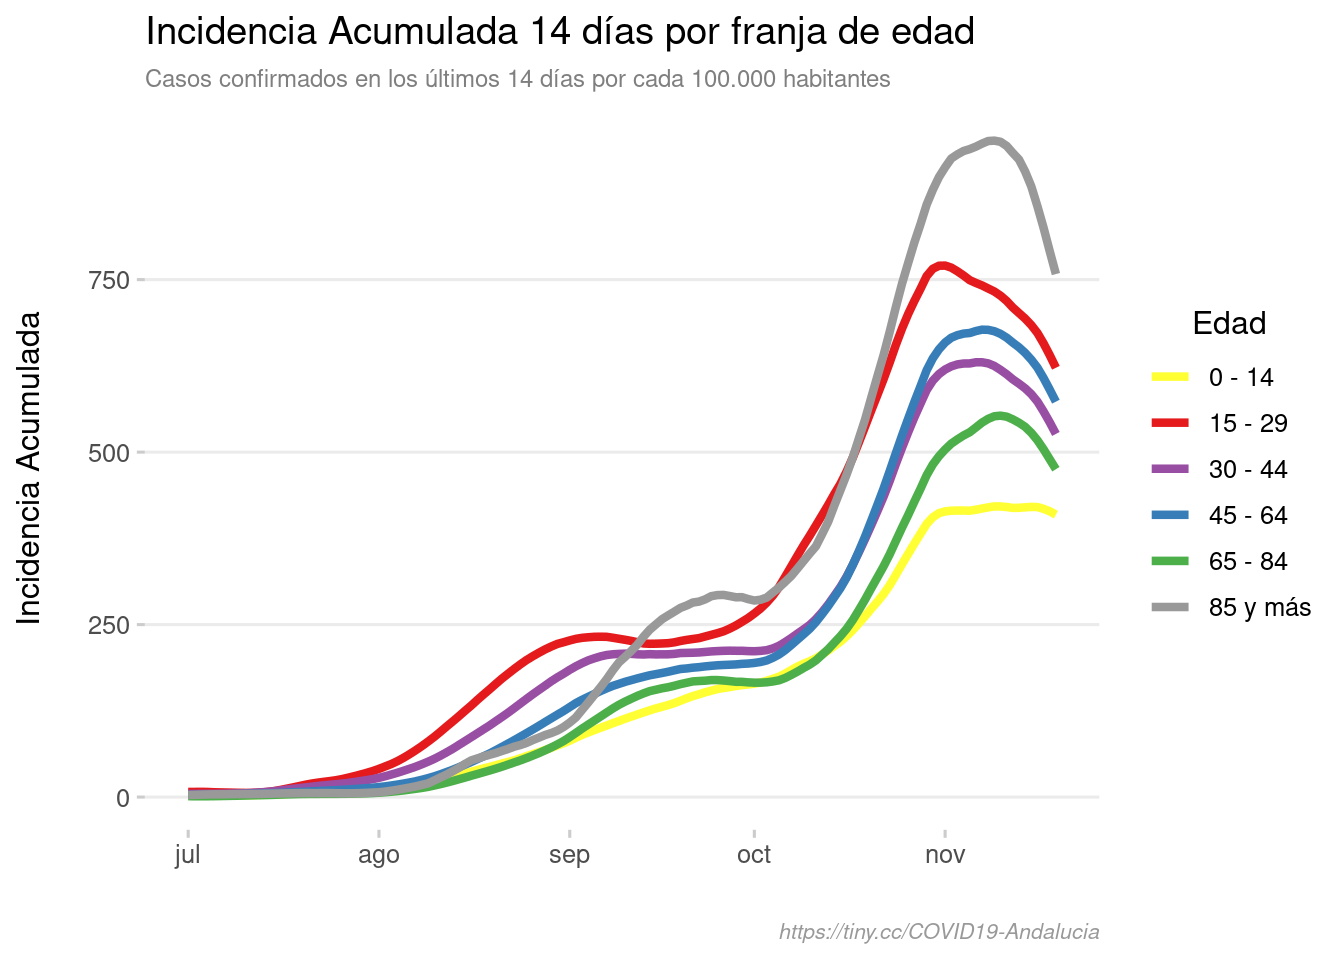 Incidencia Acumulada 14 días por franja de edad
Casos confirmados en los últimos 14 días por cada 100.000 habitantes
Incidencia Acumulada
750
500
250
0
jul
ago
sep
oct
nov
Edad
0 - 14
15 - 29
30 - 44
45 - 64
65 - 84
85 y más
https://tiny.cc/COVID19-Andalucia